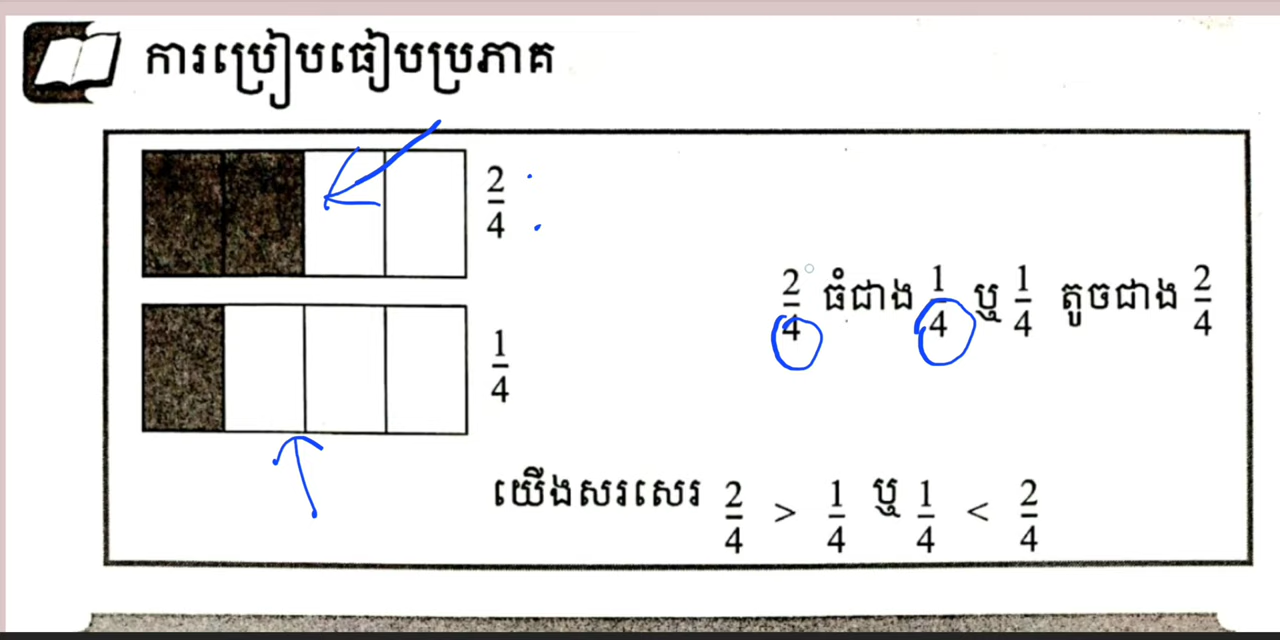 ការប្រៀបធៀបប្រភាគ
2/4
2/4 ធំជាង 1/4 ឬ 1/4 តូចជាង 2/4
1/4
យើងសរសេរ 2/4 > 1/4 ឬ 1/4 < 2/4